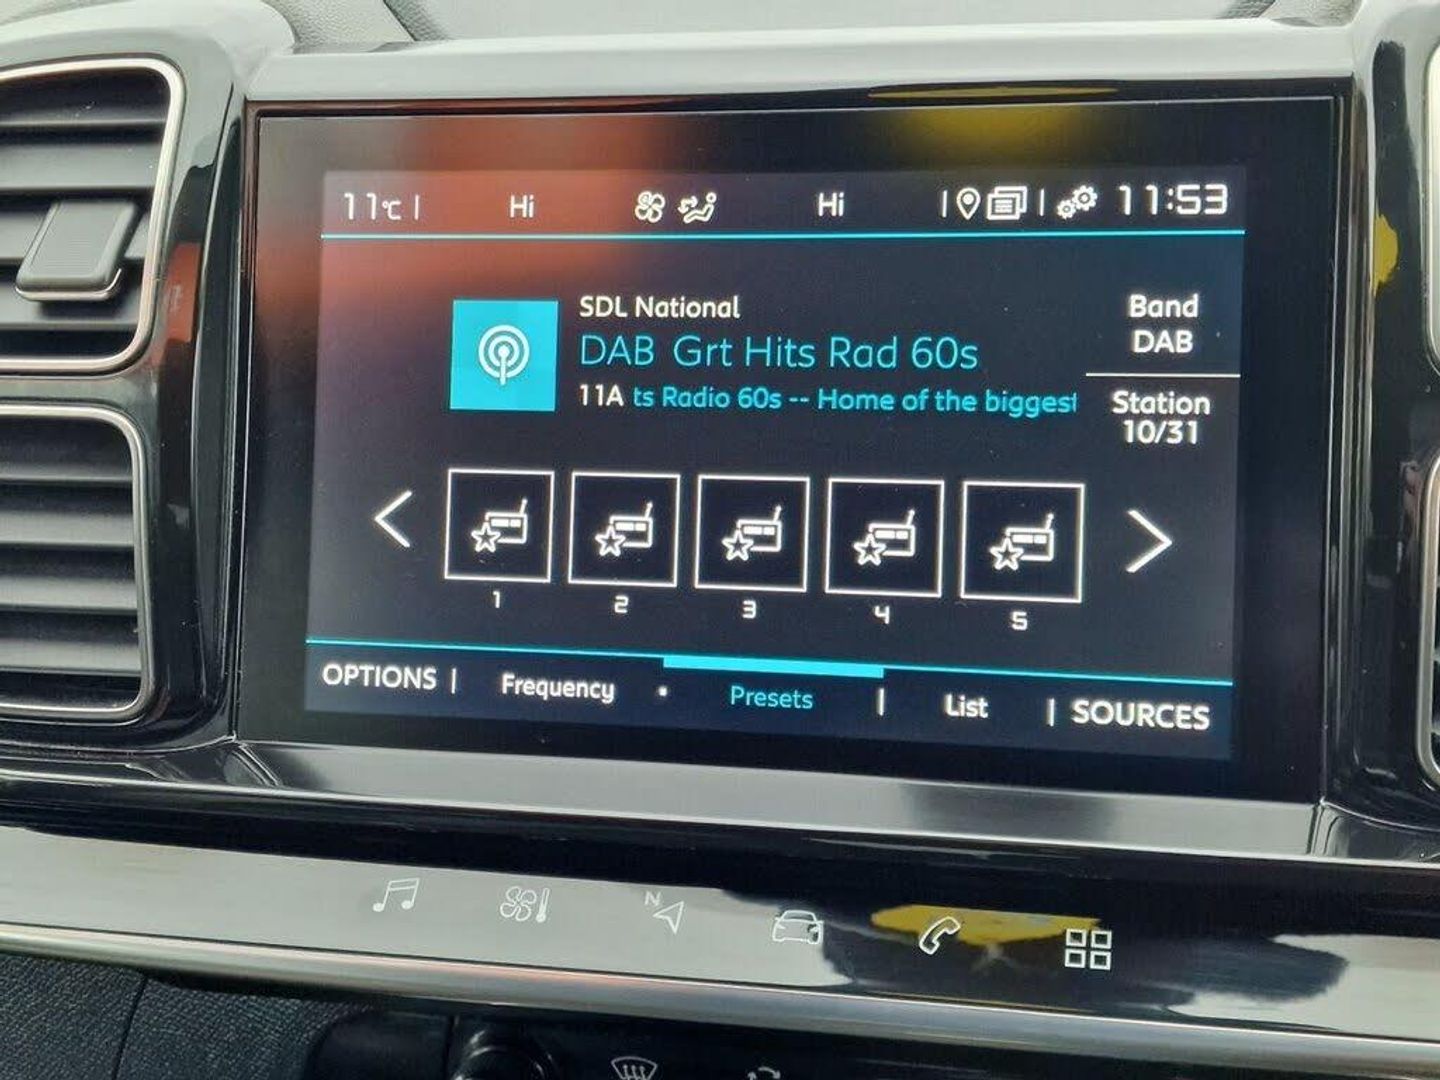 11°C | Hi Hi | | 11:53
SDL National
DAB Grt Hits Rad 60s
11A ts Radio 60s -- Home of the biggest
Band
DAB
Station
10/31
1 2 3 4 5
OPTIONS | Frequency • Presets | List | SOURCES
N